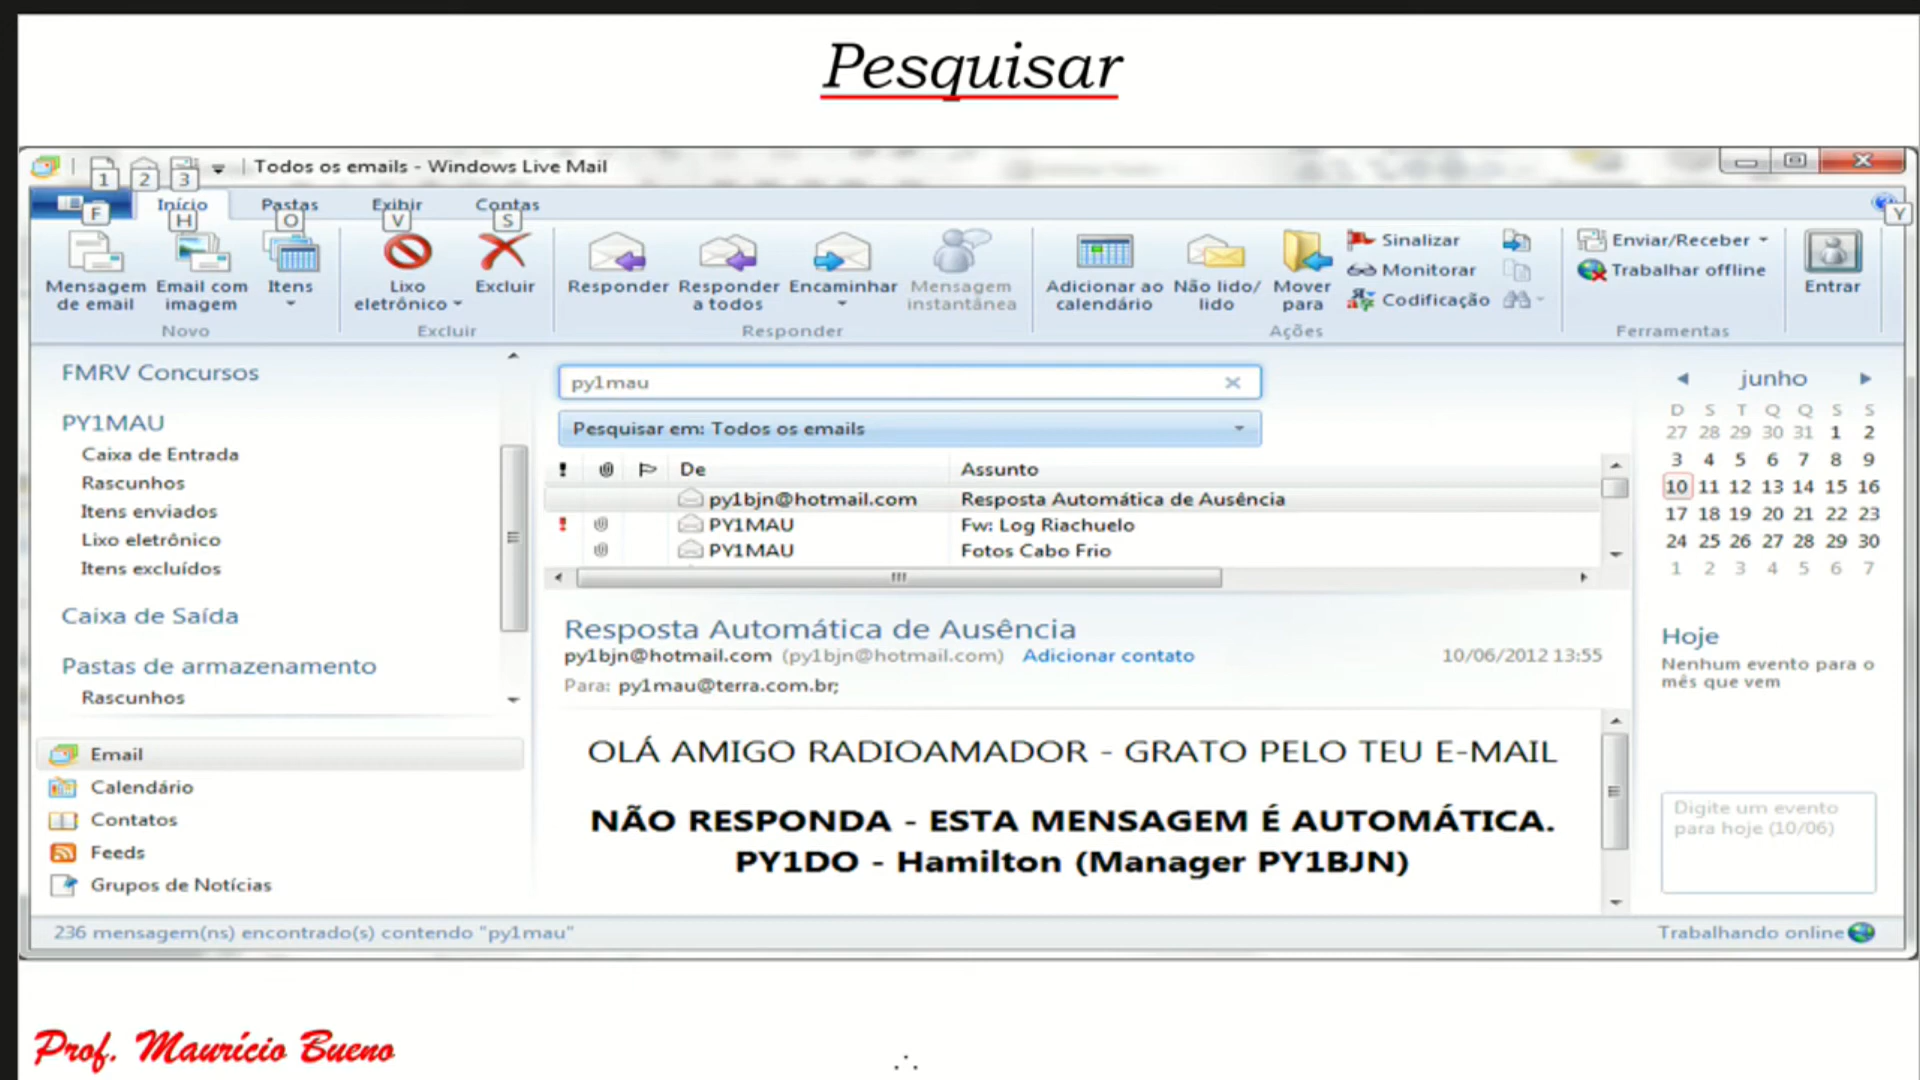 Pesquisar
1 2 3 Todos os emails - Windows Live Mail
F Início H Pastas O Exibir V Contas S Y
Mensagem de email
Email com imagem
Itens
Novo
Lixo eletrônico
Excluir
Excluir
Responder
Responder a todos
Encaminhar
Mensagem instantânea
Responder
Adicionar ao calendário
Não lido/ lido
Mover para
Sinalizar
Monitorar
Codificação
Ações
Enviar/Receber
Trabalhar offline
Ferramentas
Entrar
FMRV Concursos
PY1MAU
Caixa de Entrada
Rascunhos
Itens enviados
Lixo eletrônico
Itens excluídos
Caixa de Saída
Pastas de armazenamento
Rascunhos
Email
Calendário
Contatos
Feeds
Grupos de Notícias
py1mau
Pesquisar em: Todos os emails
! De Assunto
py1bjn@hotmail.com Resposta Automática de Ausência
! PY1MAU Fw: Log Riachuelo
PY1MAU Fotos Cabo Frio
Resposta Automática de Ausência
py1bjn@hotmail.com (py1bjn@hotmail.com) Adicionar contato 10/06/2012 13:55
Para: py1mau@terra.com.br;
OLÁ AMIGO RADIOAMADOR - GRATO PELO TEU E-MAIL
NÃO RESPONDA - ESTA MENSAGEM É AUTOMÁTICA.
PY1DO - Hamilton (Manager PY1BJN)
junho
D S T Q Q S S
27 28 29 30 31 1 2
3 4 5 6 7 8 9
10 11 12 13 14 15 16
17 18 19 20 21 22 23
24 25 26 27 28 29 30
1 2 3 4 5 6 7
Hoje
Nenhum evento para o
mês que vem
Digite um evento
para hoje (10/06)
236 mensagem(ns) encontrado(s) contendo "py1mau"
Trabalhando online
Prof. Maurício Bueno